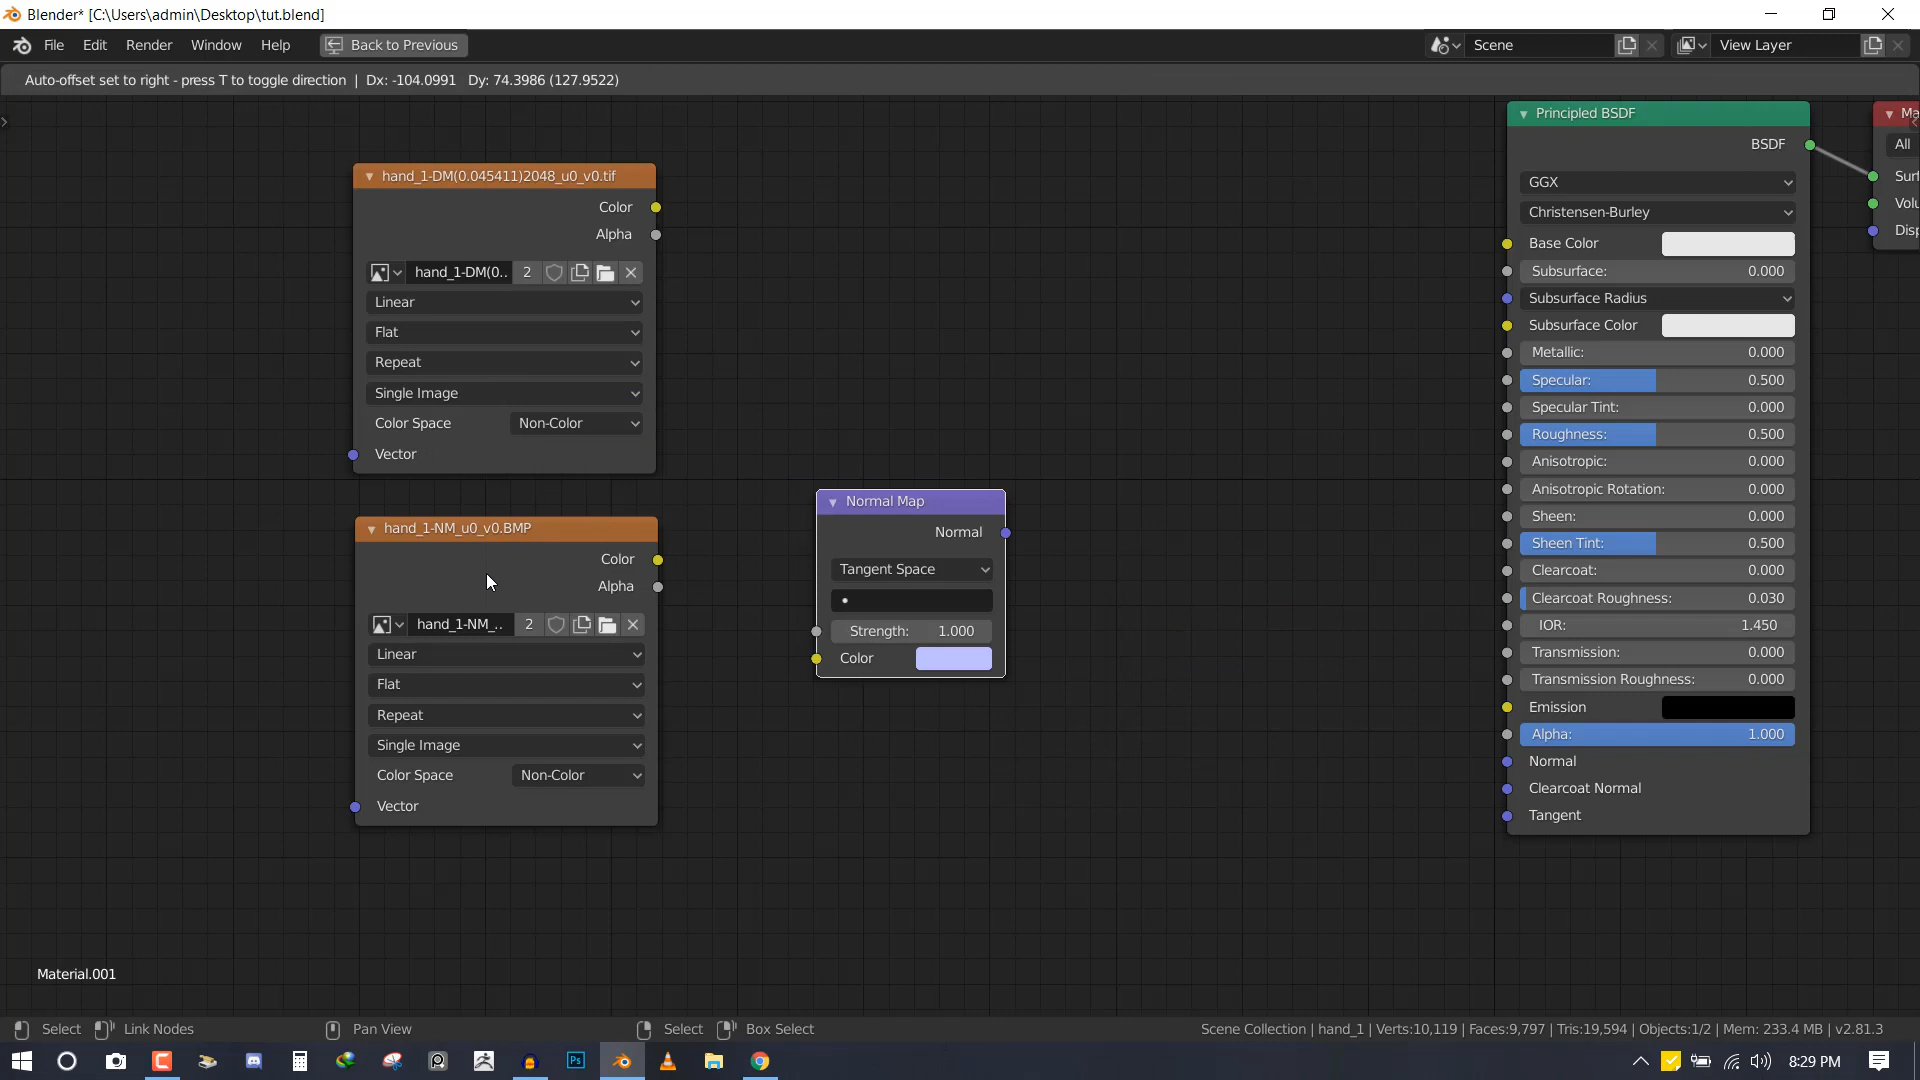 Blender* [C:\Users\admin\Desktop\tut.blend]
File Edit Render Window Help Back to Previous Scene View Layer
Auto-offset set to right - press T to toggle direction | Dx: -104.0991 Dy: 74.3986 (127.9522)
hand_1-DM(0.045411)2048_u0_v0.tif
Color
Alpha
hand_1-DM(0.. 2
Linear
Flat
Repeat
Single Image
Color Space Non-Color
Vector
hand_1-NM_u0_v0.BMP
Color
Alpha
hand_1-NM_.. 2
Linear
Flat
Repeat
Single Image
Color Space Non-Color
Vector
Normal Map
Normal
Tangent Space
Strength: 1.000
Color
Principled BSDF
BSDF
GGX
Christensen-Burley
Base Color
Subsurface: 0.000
Subsurface Radius
Subsurface Color
Metallic: 0.000
Specular: 0.500
Specular Tint: 0.000
Roughness: 0.500
Anisotropic: 0.000
Anisotropic Rotation: 0.000
Sheen: 0.000
Sheen Tint: 0.500
Clearcoat: 0.000
Clearcoat Roughness: 0.030
IOR: 1.450
Transmission: 0.000
Transmission Roughness: 0.000
Emission
Alpha: 1.000
Normal
Clearcoat Normal
Tangent
Ma
All
Surf
Volu
Disp
Material.001
Select Link Nodes Pan View Select Box Select
Scene Collection | hand_1 | Verts:10,119 | Faces:9,797 | Tris:19,594 | Objects:1/2 | Mem: 233.4 MB | v2.81.3
Ps
8:29 PM